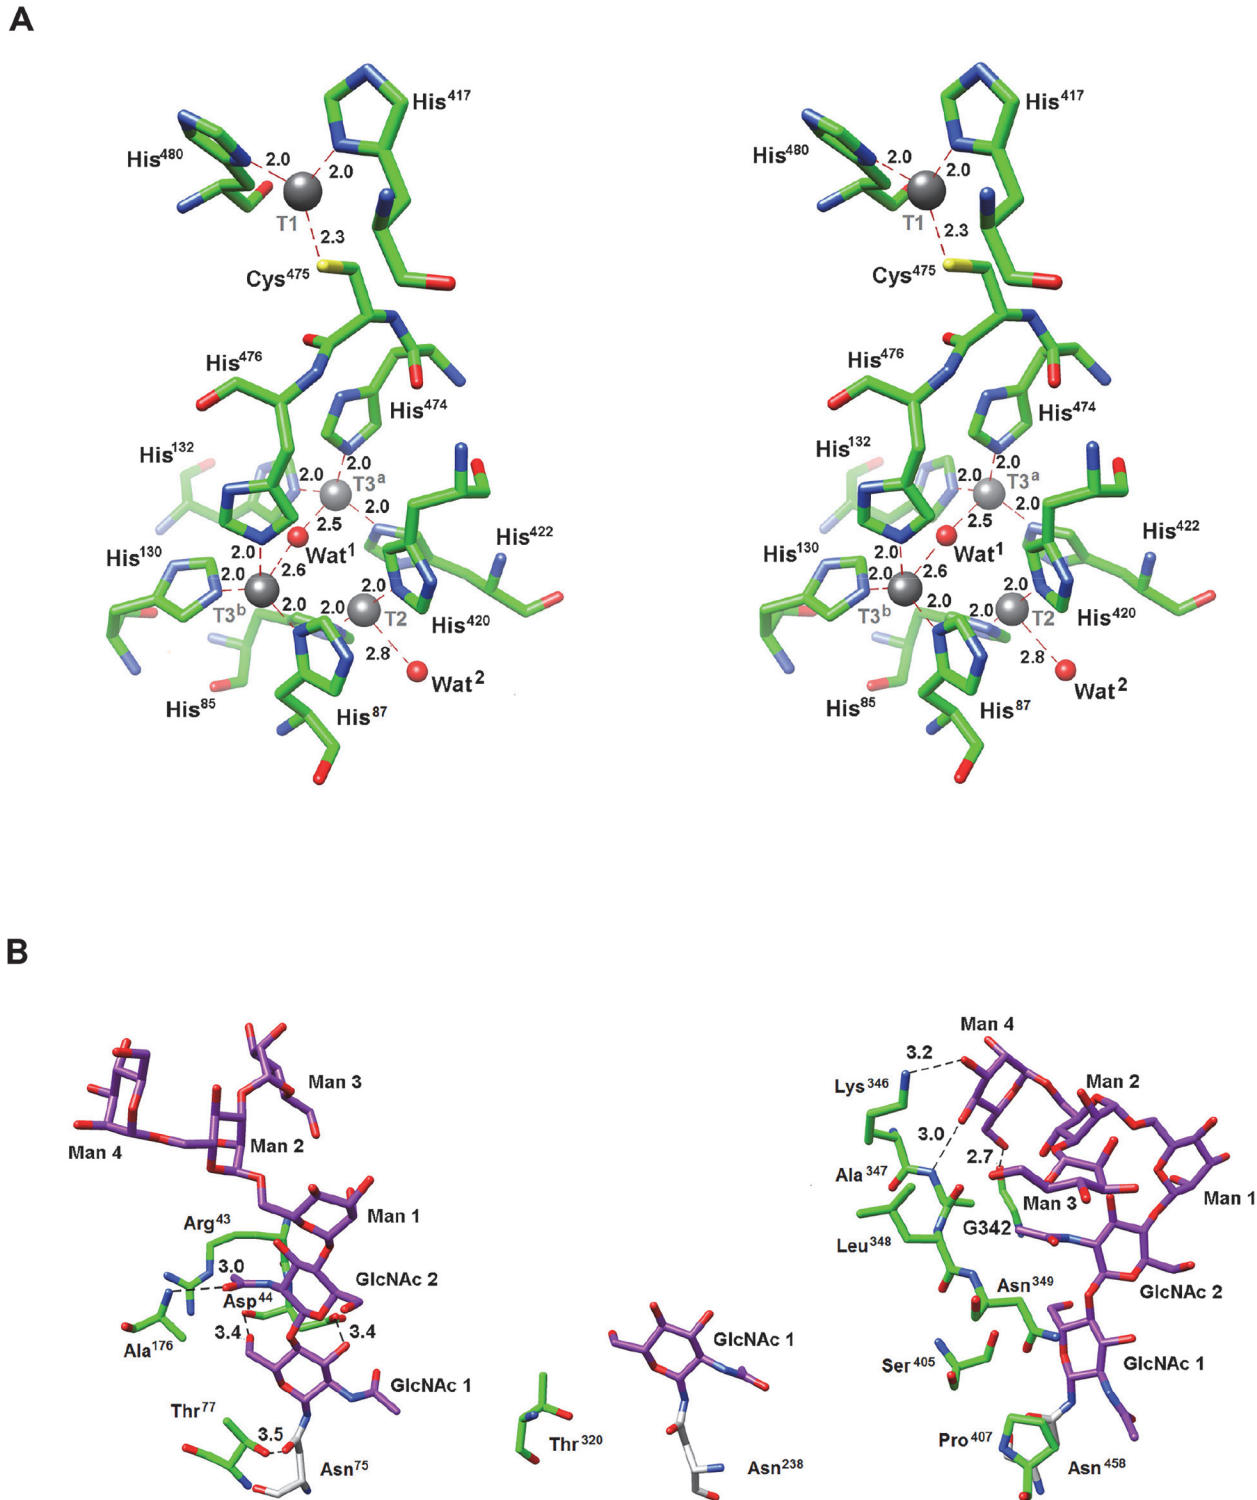 A
His417
His417
His480
2.0
2.0
T1
2.3
Cys475
His480
2.0
2.0
T1
2.3
Cys475
His476
His474
His476
His474
His132
2.0
2.0
T3a
2.0
2.5
Wat1
His422
His132
2.0
T3a
2.0
2.5
Wat1
His422
His130
2.0
2.0
2.6
T3b
2.0
2.0
2.0
T2
His420
2.8
Wat2
His85
His87
His130
2.0
2.0
2.6
T3b
2.0
2.0
2.0
T2
His420
2.8
Wat2
His85
His87
B
Man 3
Man 4
Man 2
Man 1
Arg43
3.0
GlcNAc 2
Asp44
Ala176
3.4
3.4
GlcNAc 1
Thr77
3.5
Asn75
GlcNAc 1
Thr320
Asn238
Man 4
3.2
Lys346
Man 2
3.0
2.7
Ala347
Man 3
Man 1
G342
Leu348
Asn349
GlcNAc 2
Ser405
GlcNAc 1
Pro407
Asn458